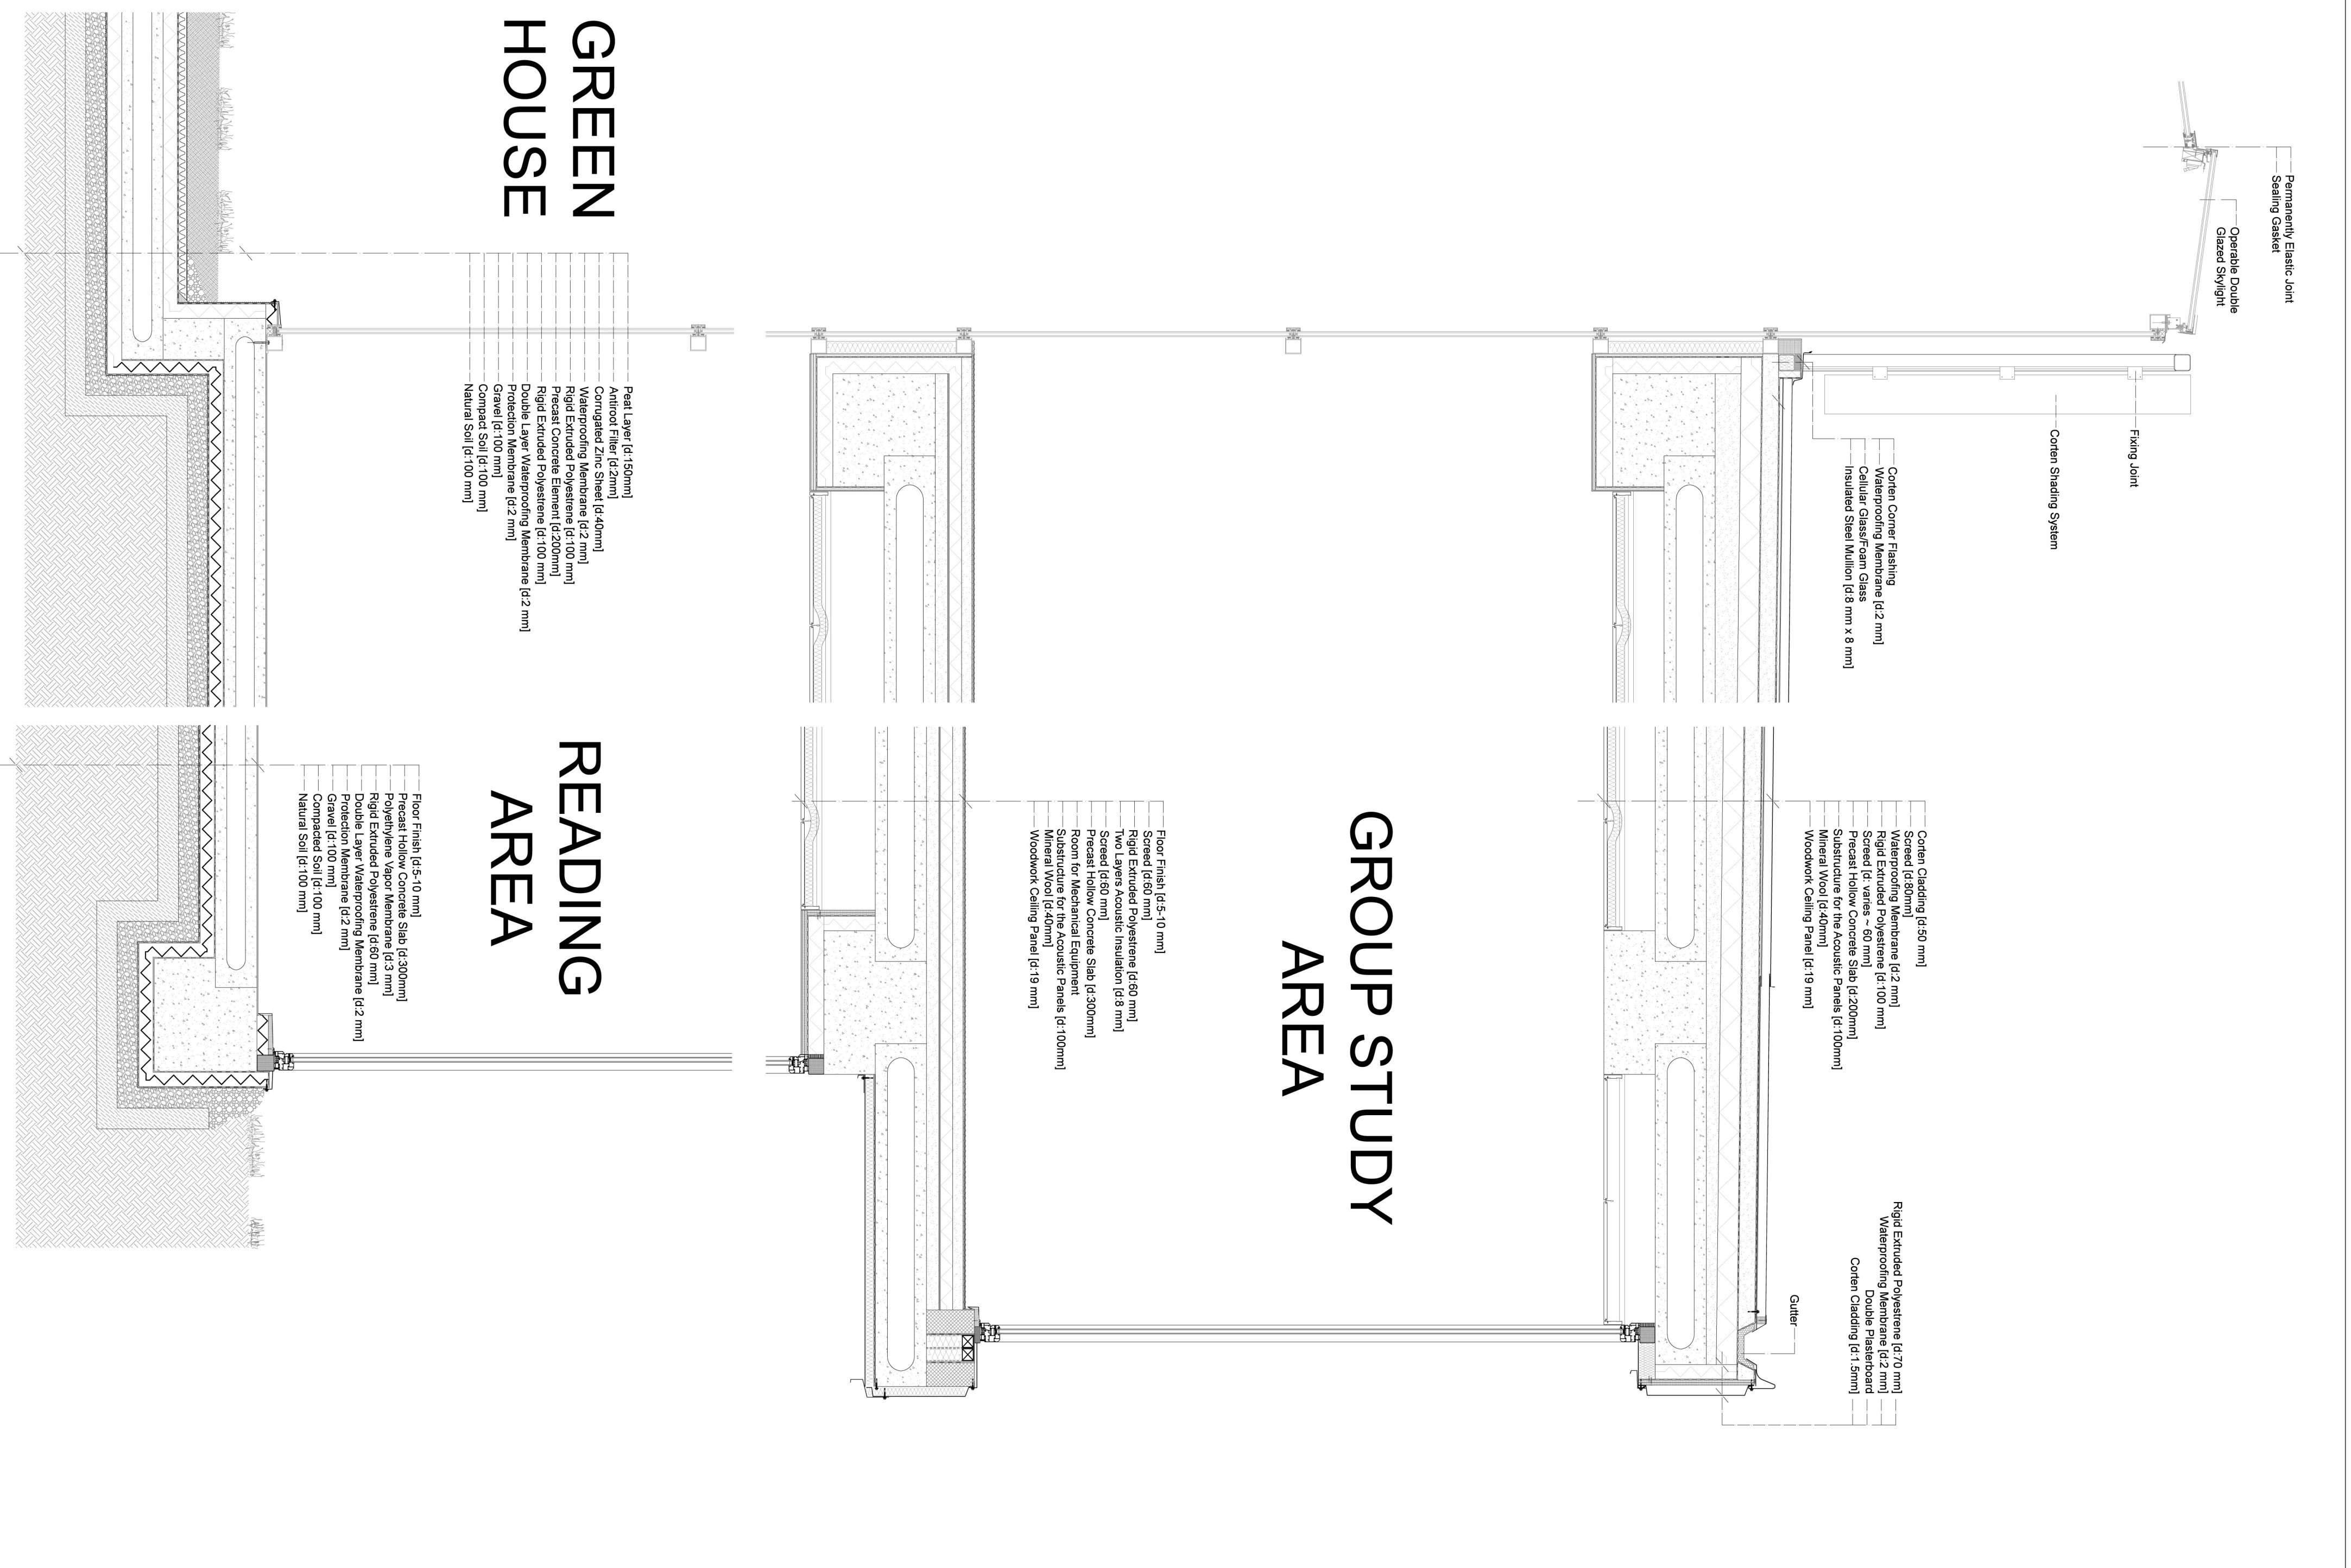 Permanently Elastic Joint
Sealing Gasket
Operable Double
Glazed Skylight
Fixing Joint
Corten Shading System
Corten Corner Flashing
Waterproofing Membrane [d:2 mm]
Cellular Glass/Foam Glass
Insulated Steel Mullion [d:8 mm x 8 mm]
Corten Cladding [d:50 mm]
Screed [d:80mm]
Waterproofing Membrane [d:2 mm]
Rigid Extruded Polyestrene [d:100 mm]
Screed [d: varies ~ 60 mm]
Precast Hollow Concrete Slab [d:200mm]
Substructure for the Acoustic Panels [d:100mm]
Mineral Wool [d:40mm]
Woodwork Ceiling Panel [d:19 mm]
Rigid Extruded Polyestrene [d:70 mm]
Waterproofing Membrane [d:2 mm]
Double Plasterboard
Corten Cladding [d:1.5mm]
Gutter
GROUP STUDY
AREA
Floor Finish [d:5-10 mm]
Screed [d:60 mm]
Rigid Extruded Polyestrene [d:60 mm]
Two Layers Acoustic Insulation [d:8 mm]
Screed [d:60 mm]
Precast Hollow Concrete Slab [d:300mm]
Room for Mechanical Equipment
Substructure for the Acoustic Panels [d:100mm]
Mineral Wool [d:40mm]
Woodwork Ceiling Panel [d:19 mm]
GREEN
HOUSE
Peat Layer [d:150mm]
Antiroot Filter [d:2mm]
Corrugated Zinc Sheet [d:40mm]
Waterproofing Membrane [d:2 mm]
Rigid Extruded Polyestrene [d:100 mm]
Precast Concrete Element [d:200mm]
Rigid Extruded Polyestrene [d:100 mm]
Double Layer Waterproofing Membrane [d:2 mm]
Protection Membrane [d:2 mm]
Gravel [d:100 mm]
Compact Soil [d:100 mm]
Natural Soil [d:100 mm]
READING
AREA
Floor Finish [d:5-10 mm]
Precast Hollow Concrete Slab [d:300mm]
Polyethylene Vapor Membrane [d:3 mm]
Rigid Extruded Polyestrene [d:60 mm]
Double Layer Waterproofing Membrane [d:2 mm]
Protection Membrane [d:2 mm]
Gravel [d:100 mm]
Compacted Soil [d:100 mm]
Natural Soil [d:100 mm]